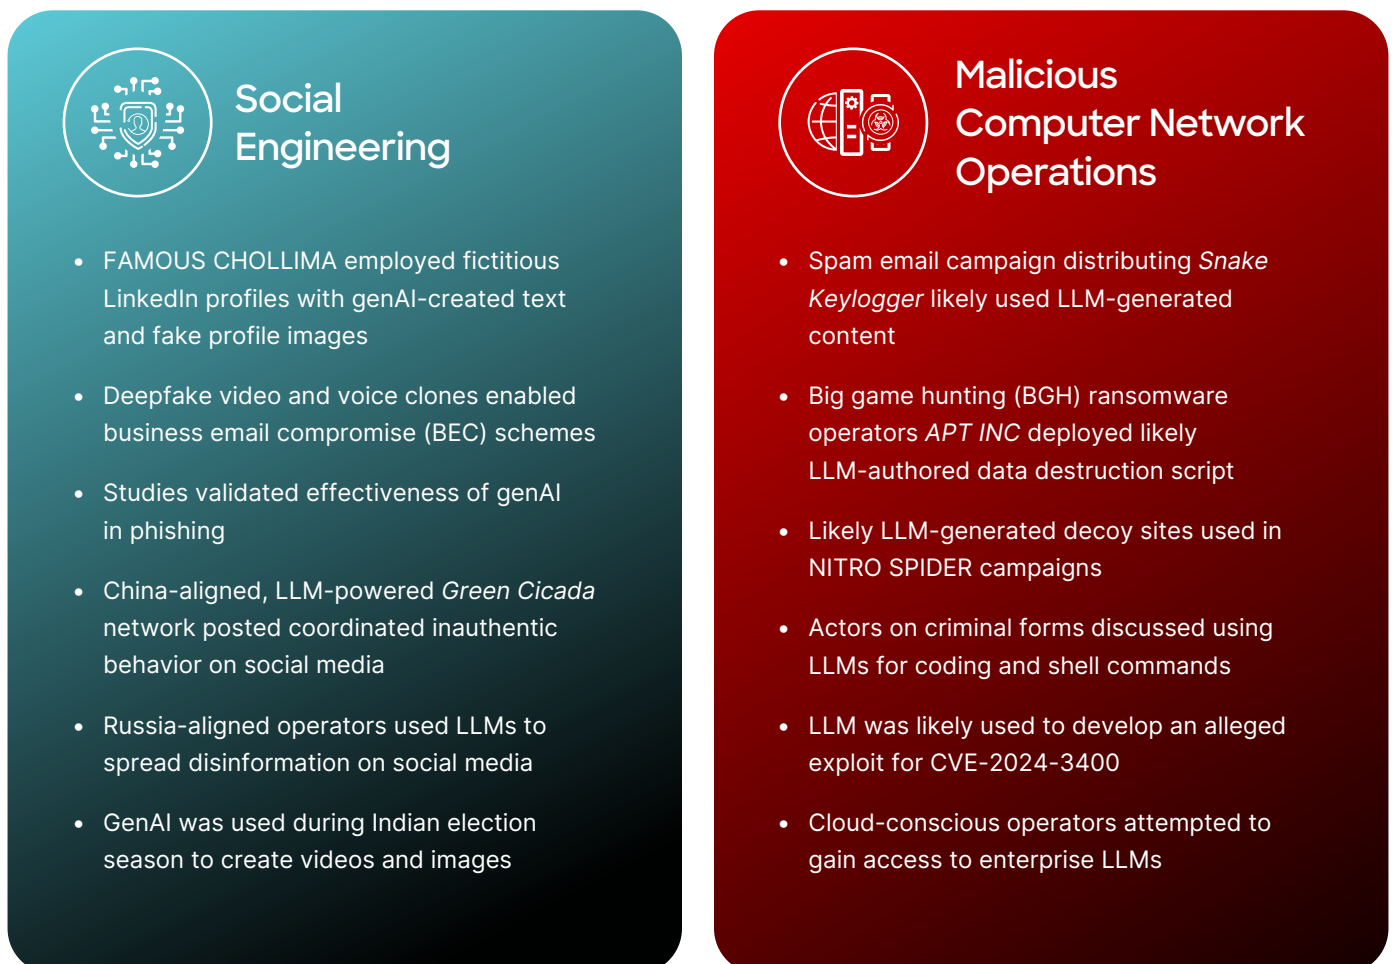 Social
Engineering
• FAMOUS CHOLLIMA employed fictitious
LinkedIn profiles with genAI-created text
and fake profile images
• Deepfake video and voice clones enabled
business email compromise (BEC) schemes
• Studies validated effectiveness of genAI
in phishing
• China-aligned, LLM-powered Green Cicada
network posted coordinated inauthentic
behavior on social media
• Russia-aligned operators used LLMs to
spread disinformation on social media
• GenAI was used during Indian election
season to create videos and images
Malicious
Computer Network
Operations
• Spam email campaign distributing Snake
Keylogger likely used LLM-generated
content
• Big game hunting (BGH) ransomware
operators APT INC deployed likely
LLM-authored data destruction script
• Likely LLM-generated decoy sites used in
NITRO SPIDER campaigns
• Actors on criminal forms discussed using
LLMs for coding and shell commands
• LLM was likely used to develop an alleged
exploit for CVE-2024-3400
• Cloud-conscious operators attempted to
gain access to enterprise LLMs